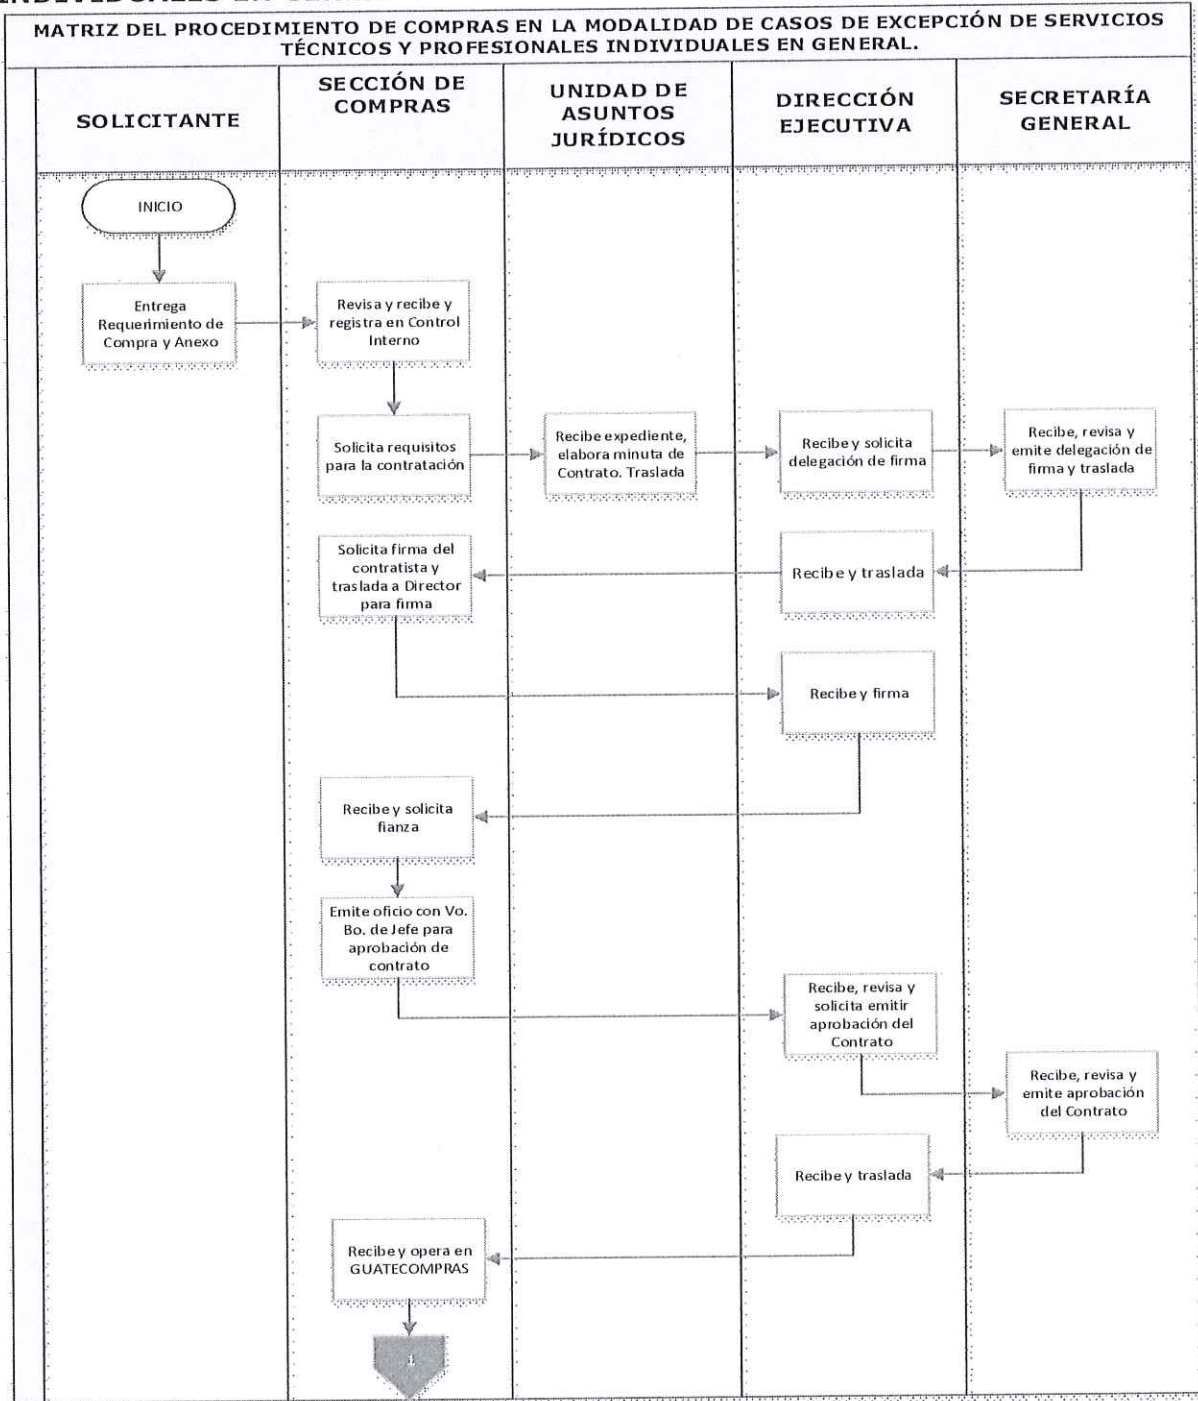 MATRIZ DEL PROCEDIMIENTO DE COMPRAS EN LA MODALIDAD DE CASOS DE EXCEPCIÓN DE SERVICIOS
TÉCNICOS Y PROFESIONALES INDIVIDUALES EN GENERAL.
SOLICITANTE
SECCIÓN DE
COMPRAS
UNIDAD DE
ASUNTOS
JURÍDICOS
DIRECCIÓN
EJECUTIVA
SECRETARÍA
GENERAL
INICIO
Entrega
Requerimiento de
Compra y Anexo
Revisa y recibe y
registra en Control
Interno
Solicita requisitos
para la contratación
Recibe expediente,
elabora minuta de
Contrato. Traslada
Recibe y solicita
delegación de firma
Recibe, revisa y
emite delegación de
firma y traslada
Solicita firma del
contratista y
traslada a Director
para firma
Recibe y traslada
Recibe y firma
Recibe y solicita
fianza
Emite oficio con Vo.
Bo. de Jefe para
aprobación de
contrato
Recibe, revisa y
solicita emitir
aprobación del
Contrato
Recibe, revisa y
emite aprobación
del Contrato
Recibe y traslada
Recibe y opera en
GUATECOMPRAS
1